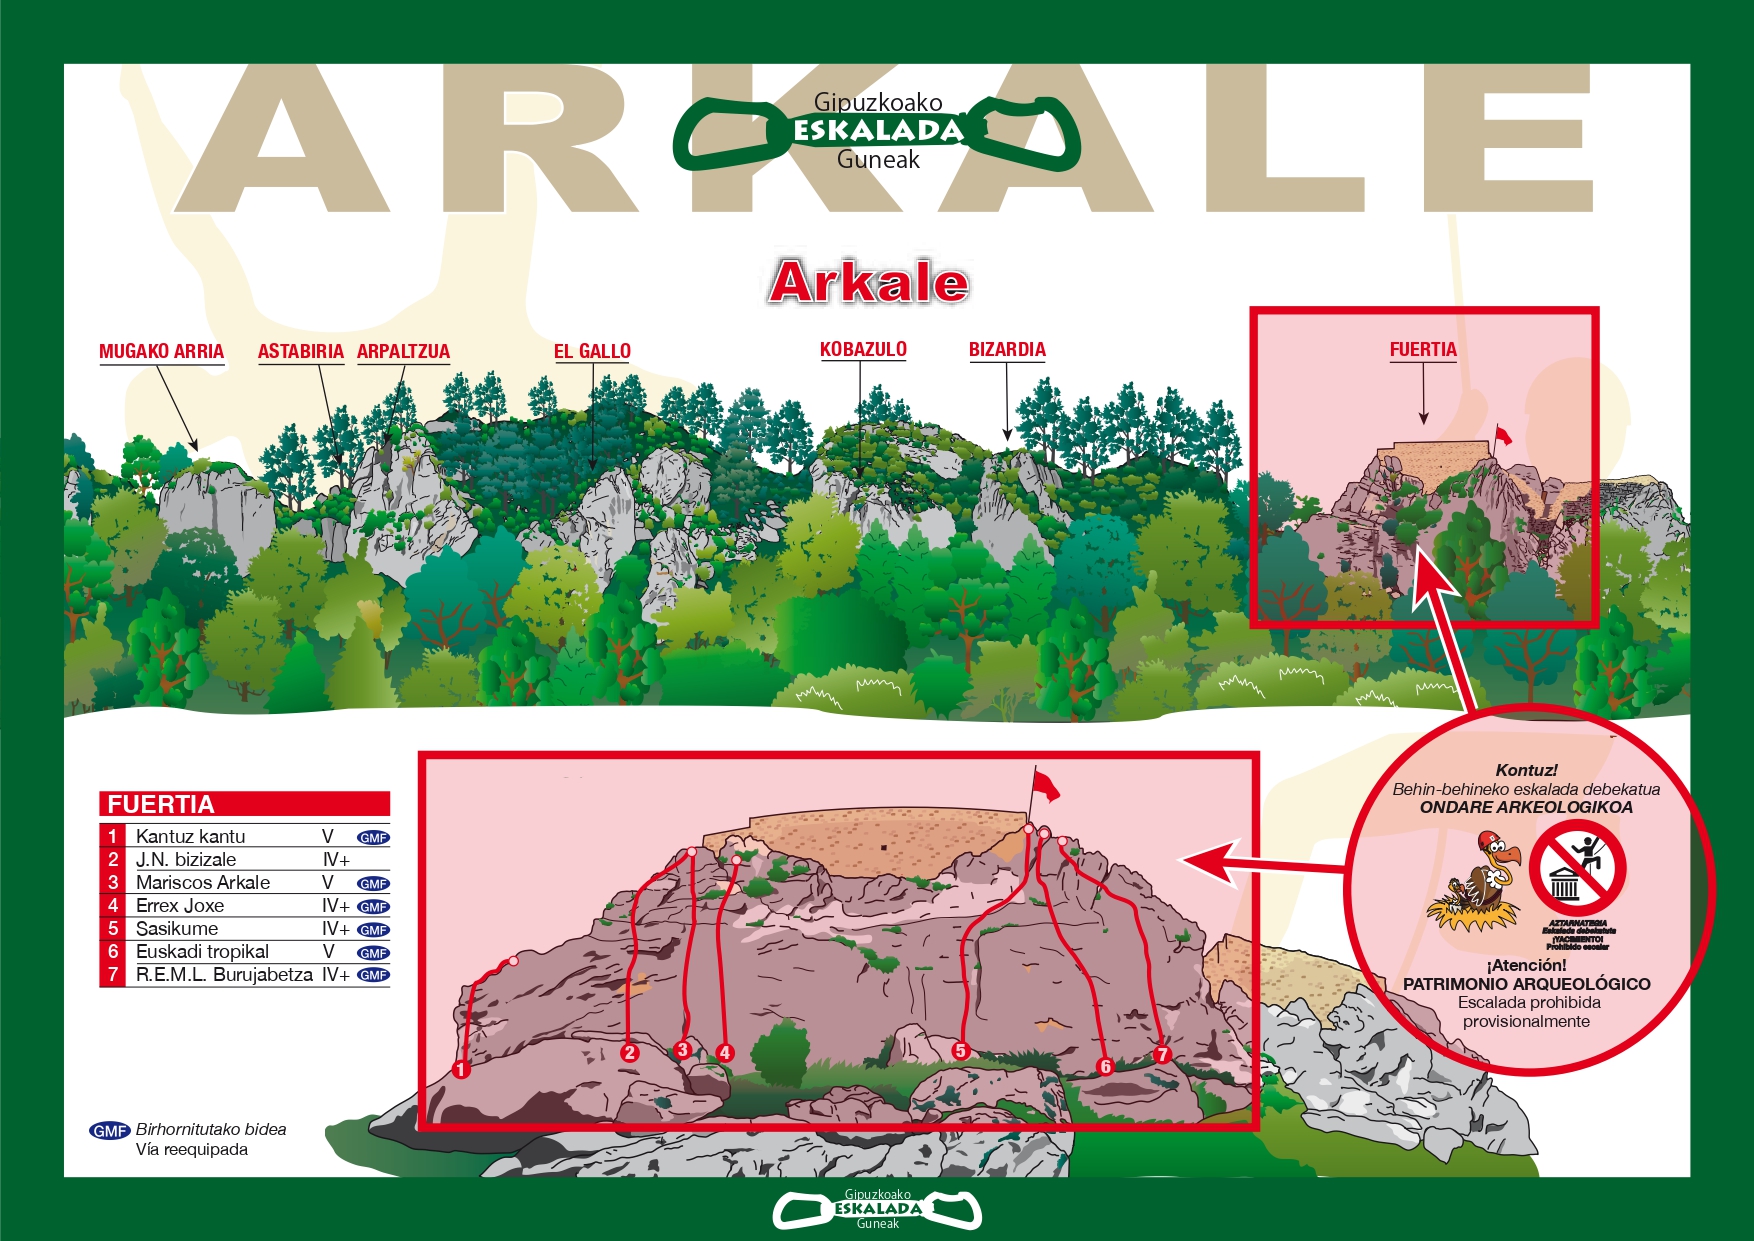 ARKALE
Gipuzkoako
ESKALADA
Guneak
Arkale
MUGAKO ARRIA
ASTABIRIA
ARPALTZUA
EL GALLO
KOBAZULO
BIZARDIA
FUERTIA
FUERTIA
1 Kantuz kantu V GMF
2 J.N. bizizale IV+
3 Mariscos Arkale V GMF
4 Errex Joxe IV+ GMF
5 Sasikume IV+ GMF
6 Euskadi tropikal V GMF
7 R.E.M.L. Burujabetza IV+ GMF
GMF Birhornitutako bidea
Vía reequipada
1
2
3
4
5
6
7
Kontuz!
Behin-behineko eskalada debekatua
ONDARE ARKEOLOGIKOA
AZTARNATEGIA
Eskalada debekatuta
¡YACIMIENTO!
Prohibido escalar
¡Atención!
PATRIMONIO ARQUEOLÓGICO
Escalada prohibida
provisionalmente
Gipuzkoako
ESKALADA
Guneak